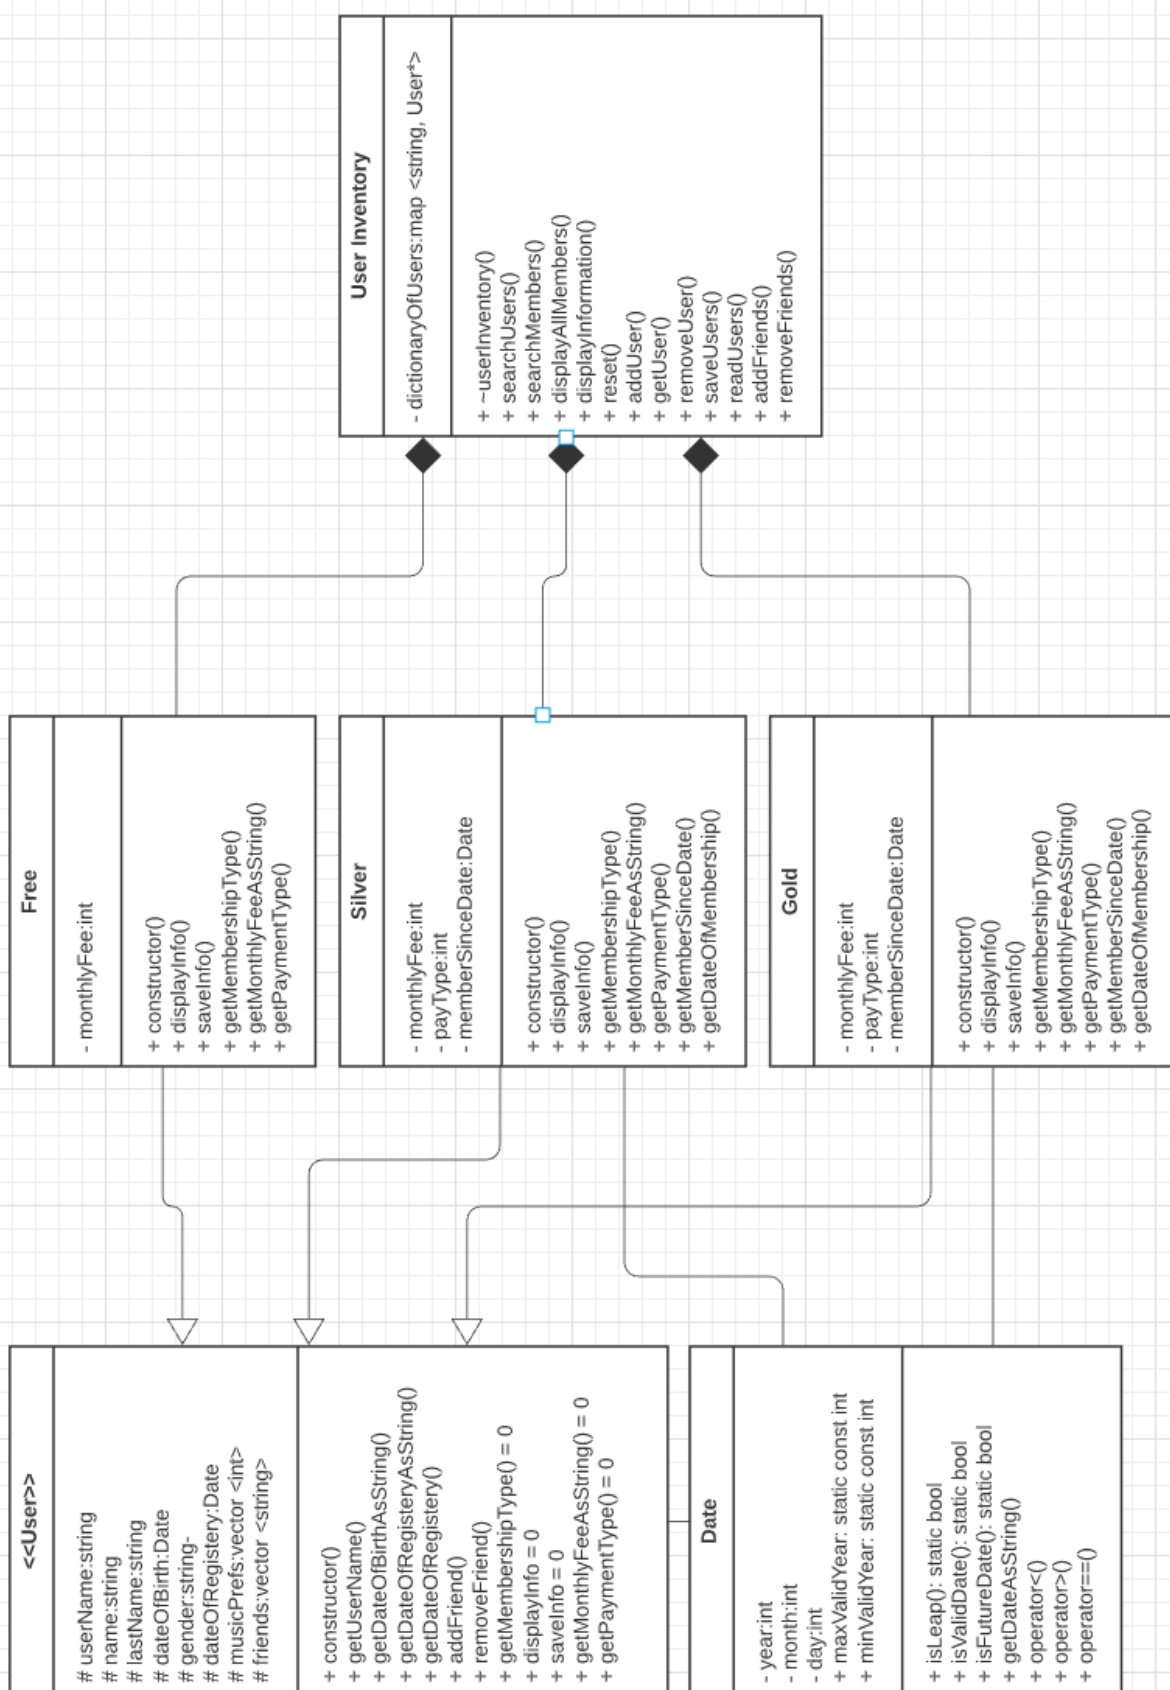 <<User>>
# userName:string
# name:string
# lastName:string
# dateOfBirth:Date
# gender:string-
# dateOfRegistery:Date
# musicPrefs:vector <int>
# friends:vector <string>
+ constructor()
+ getUserName()
+ getDateOfBirthAsString()
+ getDateOfRegisteryAsString()
+ getDateOfRegistery()
+ addFriend()
+ removeFriend()
+ getMembershipType() = 0
+ displayInfo = 0
+ saveInfo = 0
+ getMonthlyFeeAsString() = 0
+ getPaymentType() = 0
Date
- year:int
- month:int
- day:int
+ maxValidYear: static const int
+ minValidYear: static const int
+ isLeap(): static bool
+ isValidDate(): static bool
+ isFutureDate(): static bool
+ getDateAsString()
+ operator<()
+ operator>()
+ operator==()
Free
- monthlyFee:int
+ constructor()
+ displayInfo()
+ saveInfo()
+ getMembershipType()
+ getMonthlyFeeAsString()
+ getPaymentType()
Silver
- monthlyFee:int
- payType:int
- memberSinceDate:Date
+ constructor()
+ displayInfo()
+ saveInfo()
+ getMembershipType()
+ getMonthlyFeeAsString()
+ getPaymentType()
+ getMemberSinceDate()
+ getDateOfMembership()
Gold
- monthlyFee:int
- payType:int
- memberSinceDate:Date
+ constructor()
+ displayInfo()
+ saveInfo()
+ getMembershipType()
+ getMonthlyFeeAsString()
+ getPaymentType()
+ getMemberSinceDate()
+ getDateOfMembership()
User Inventory
- dictionaryOfUsers:map <string, User*>
+ ~userInventory()
+ searchUsers()
+ searchMembers()
+ displayAllMembers()
+ displayInformation()
+ reset()
+ addUser()
+ getUser()
+ removeUser()
+ saveUsers()
+ readUsers()
+ addFriends()
+ removeFriends()